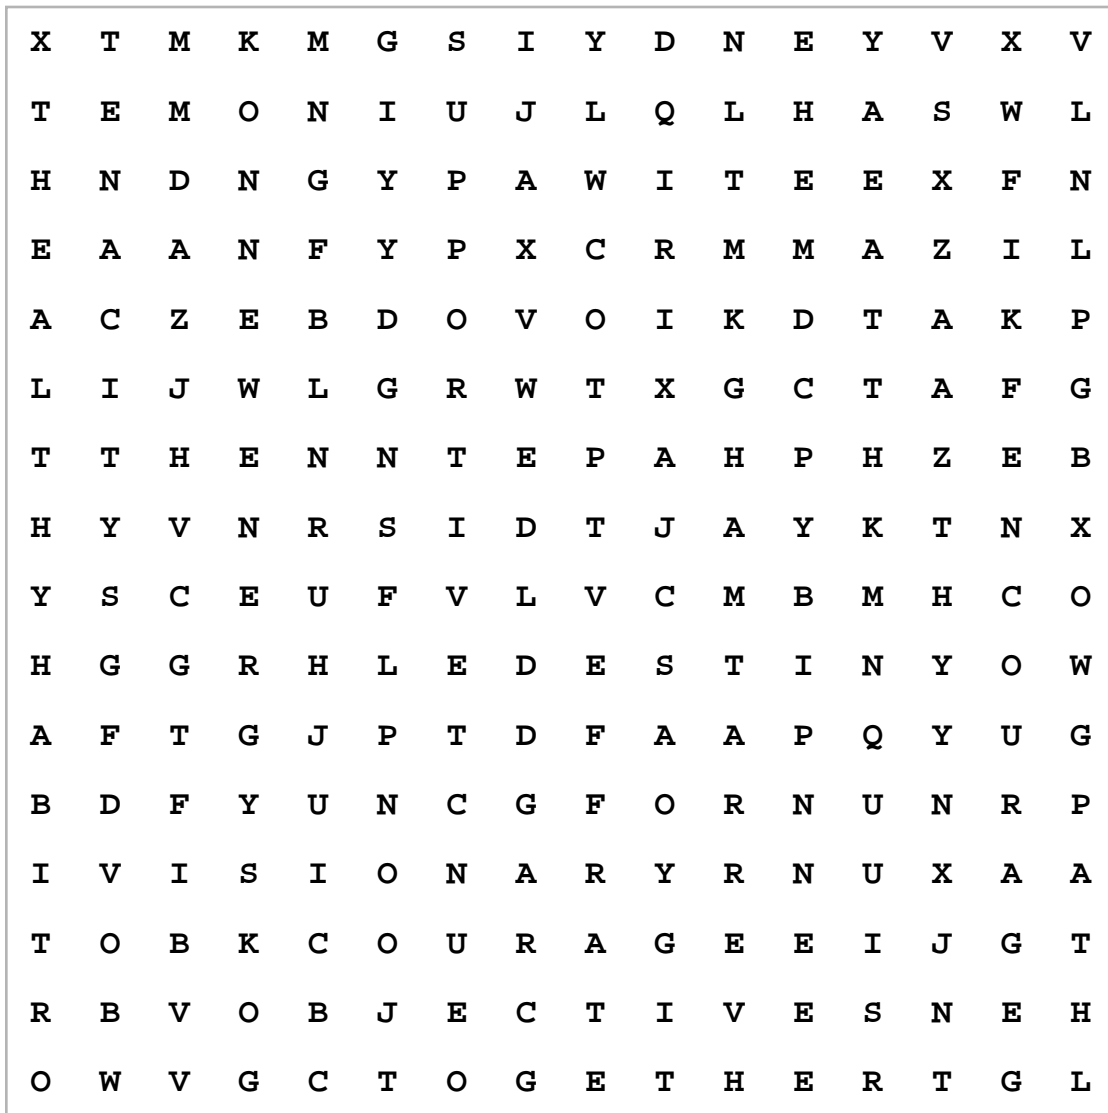 X T M K M G S I Y D N E Y V X V
T E M O N I U J L Q L H A S W L
H N D N G Y P A W I T E E X F N
E A A N F Y P X C R M M A Z I L
A C Z E B D O V O I K D T A K P
L I J W L G R W T X G C T A F G
T T H E N N T E P A H P H Z E B
H Y V N R S I D T J A Y K T N X
Y S C E U F V L V C M B M H C O
H G G R H L E D E S T I N Y O W
A F T G J P T D F A A P Q Y U G
B D F Y U N C G F O R N U N R P
I V I S I O N A R Y R N U X A A
T O B K C O U R A G E E I J G T
R B V O B J E C T I V E S N E H
O W V G C T O G E T H E R T G L